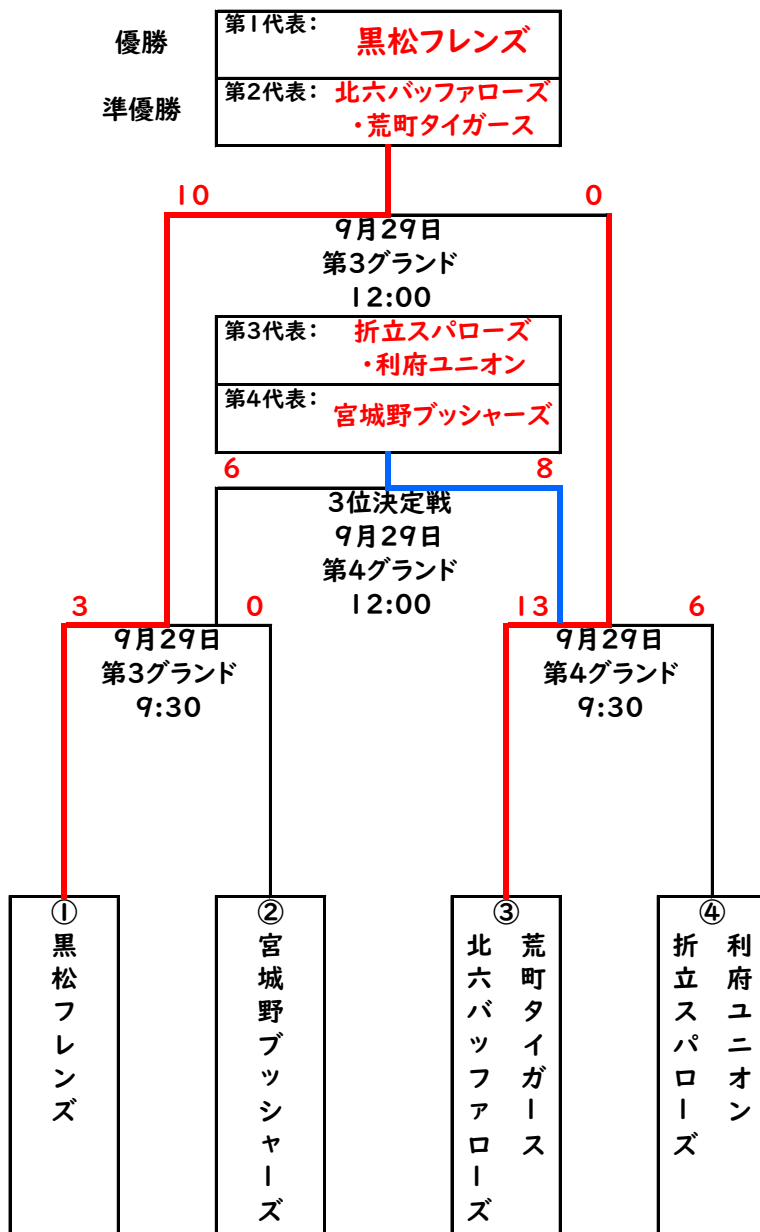 優勝
第1代表: 黒松フレンズ
準優勝
第2代表: 北六バッファローズ
・荒町タイガース
10
0
9月29日
第3グランド
12:00
第3代表: 折立スパローズ
・利府ユニオン
第4代表: 宮城野ブッシャーズ
6
8
3位決定戦
9月29日
第4グランド
12:00
3
0
9月29日
第3グランド
9:30
13
6
9月29日
第4グランド
9:30
①
黒松フレンズ
②
宮城野ブッシャーズ
③
荒町タイガース
北六バッファローズ
④
利府ユニオン
折立スパローズ